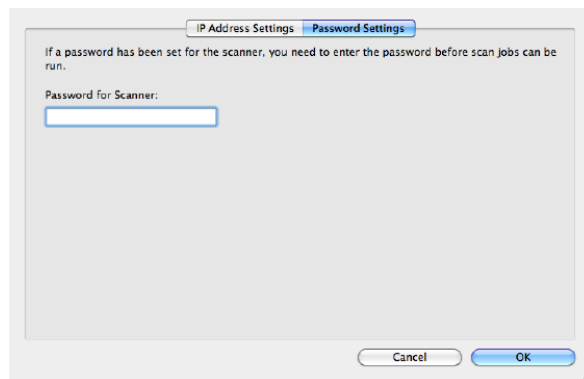 IP Address Settings Password Settings
If a password has been set for the scanner, you need to enter the password before scan jobs can be
run.
Password for Scanner:
Cancel OK